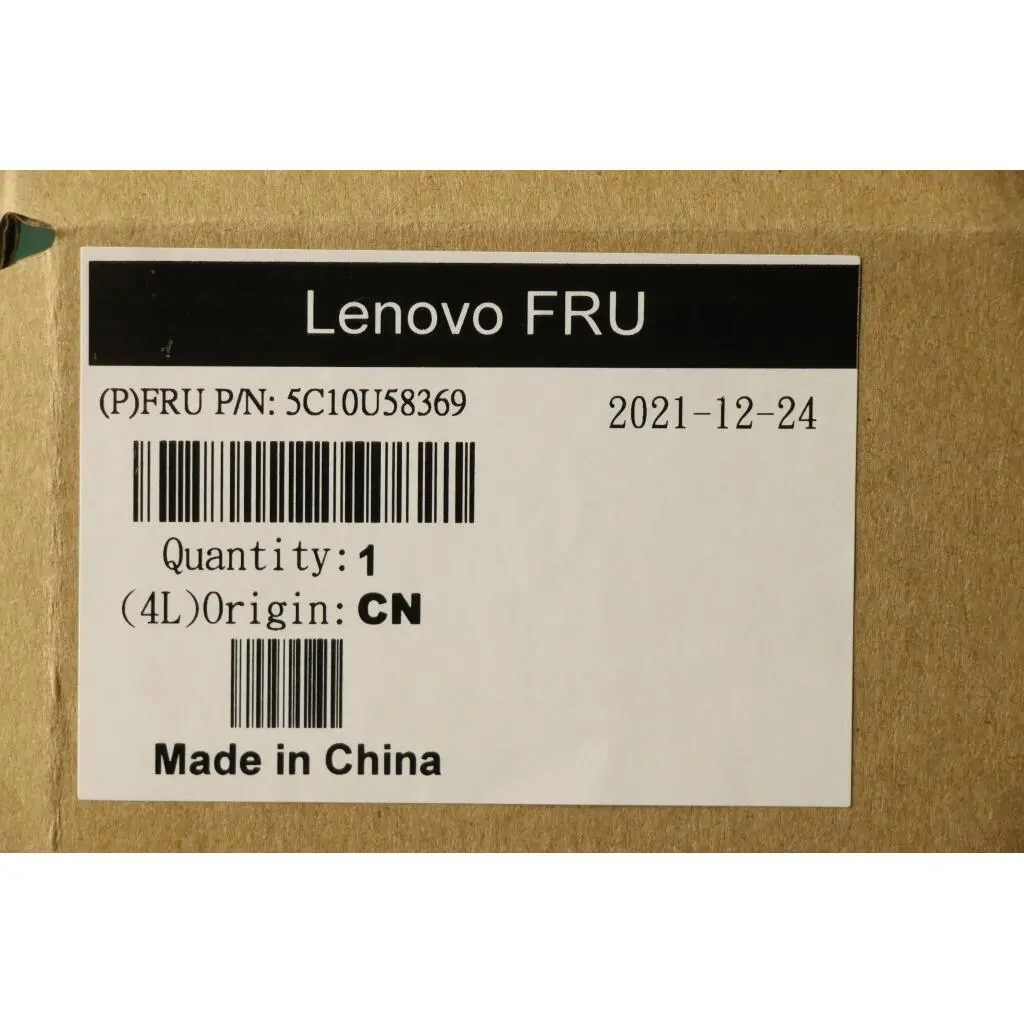 Lenovo FRU
(P)FRU P/N: 5C10U58369
2021-12-24
Quantity: 1
(4L)Origin: CN
Made in China